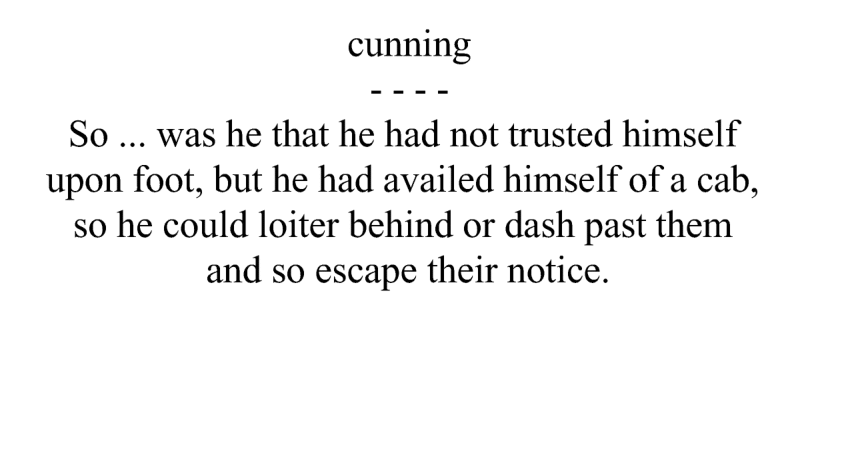 cunning
- - - -
So ... was he that he had not trusted himself
upon foot, but he had availed himself of a cab,
so he could loiter behind or dash past them
and so escape their notice.